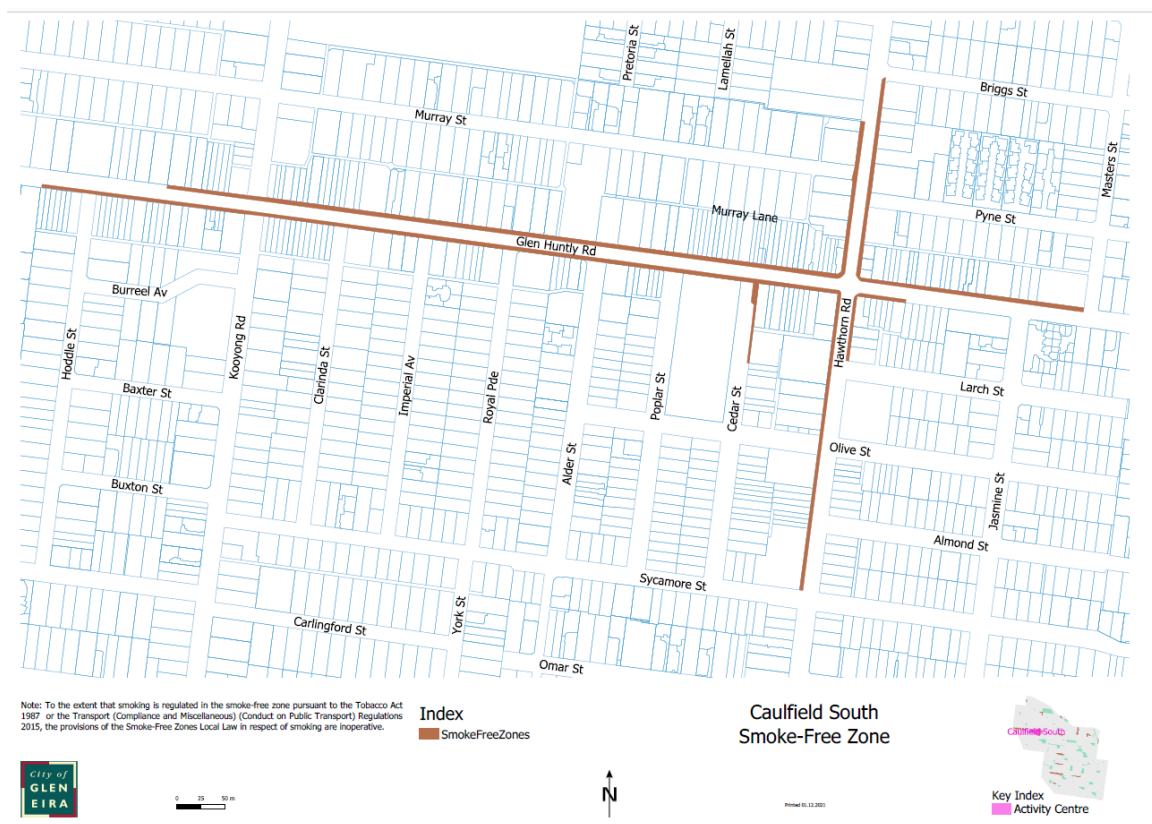 Pretoria St
Lamellah St
Briggs St
Murray St
Masters St
Murray Lane
Pyne St
Glen Huntly Rd
Burreel Av
Hoddle St
Kooyong Rd
Clarinda St
Imperial Av
Royal Pde
Alder St
Poplar St
Cedar St
Hawthorn Rd
Larch St
Baxter St
Olive St
Buxton St
Jasmine St
Almond St
Sycamore St
York St
Carlingford St
Omar St
Note: To the extent that smoking is regulated in the smoke-free zone pursuant to the Tobacco Act
1987 or the Transport (Compliance and Miscellaneous) (Conduct on Public Transport) Regulations
2015, the provisions of the Smoke-Free Zones Local Law in respect of smoking are inoperative.
Index
SmokeFreeZones
Caulfield South
Smoke-Free Zone
Caulfield South
City of
GLEN
EIRA
0 25 50 m
N
Printed 01.12.2021
Key Index
Activity Centre